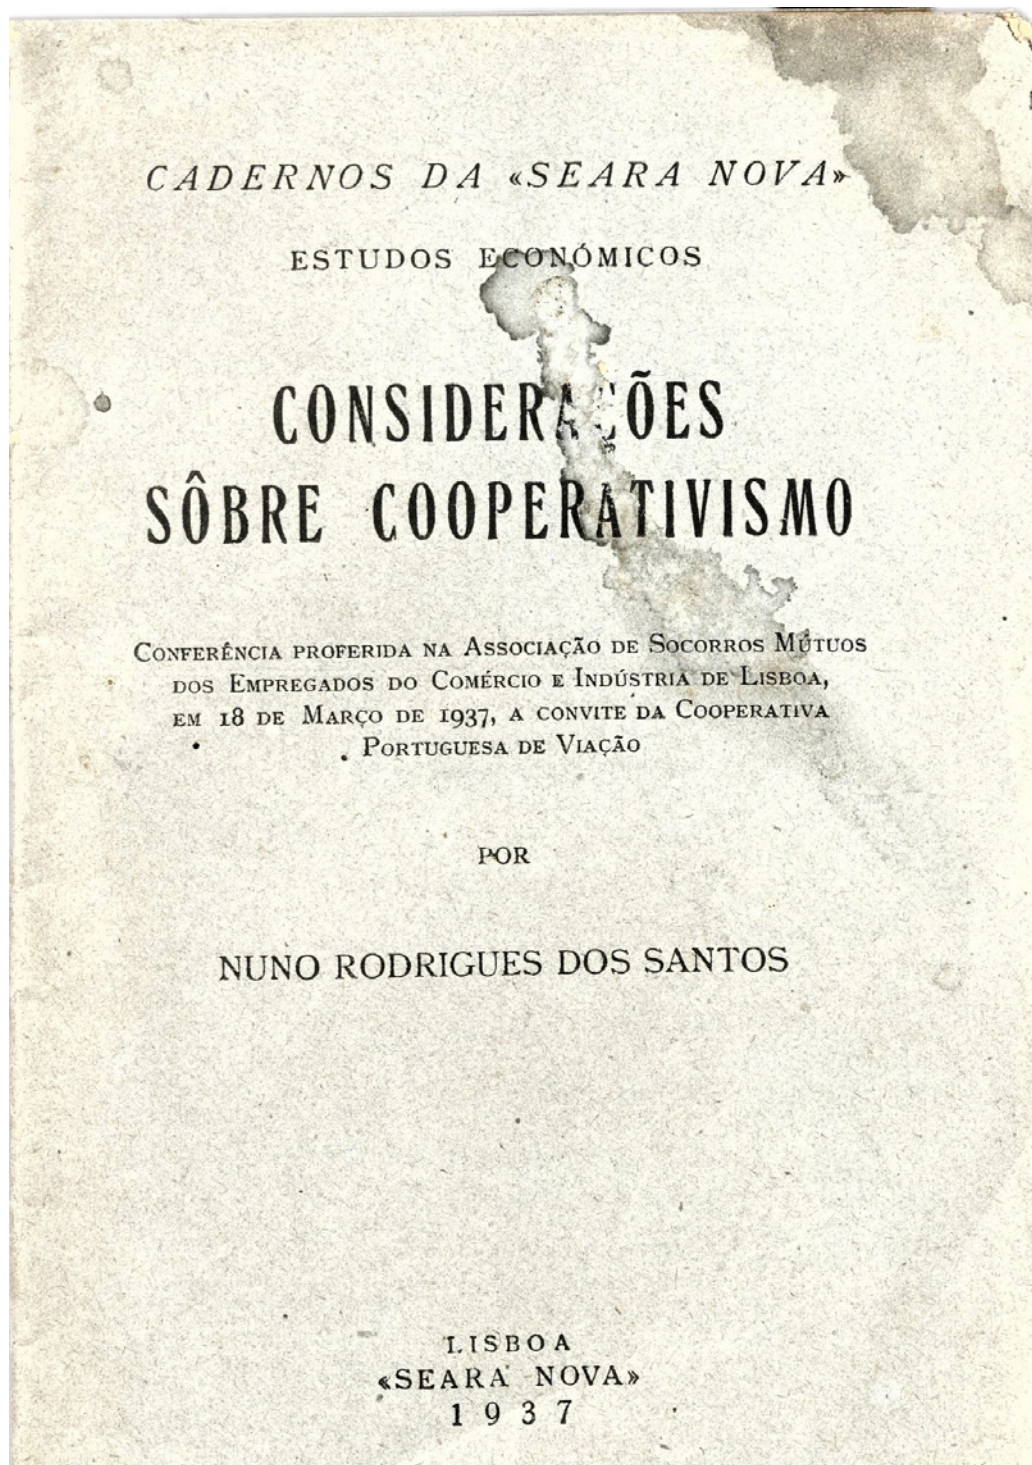 CADERNOS DA «SEARA NOVA»
ESTUDOS ECONÓMICOS
CONSIDERAÇÕES
SÔBRE COOPERATIVISMO
CONFERÊNCIA PROFERIDA NA ASSOCIAÇÃO DE SOCORROS MÚTUOS
DOS EMPREGADOS DO COMÉRCIO E INDÚSTRIA DE LISBOA,
EM 18 DE MARÇO DE 1937, A CONVITE DA COOPERATIVA
PORTUGUESA DE VIAÇÃO
POR
NUNO RODRIGUES DOS SANTOS
LISBOA
«SEARA NOVA»
1937